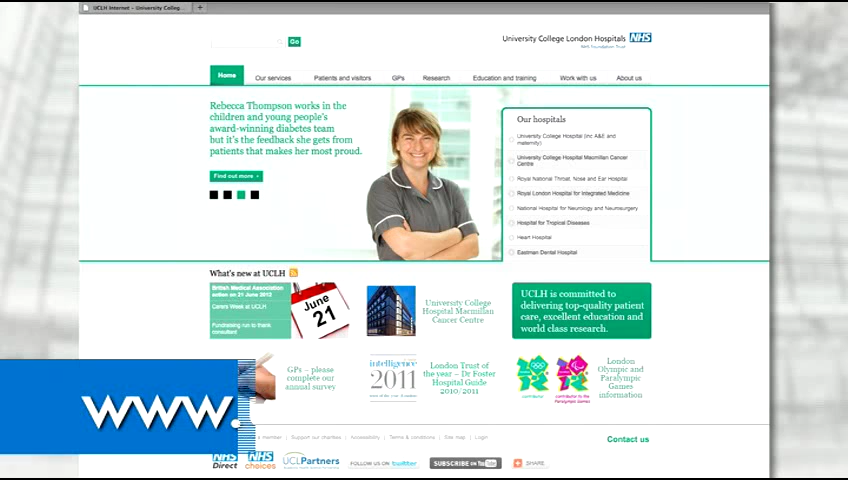 UCLH Internet – University Colleg...
Go
University College London Hospitals NHS
NHS Foundation Trust
Home
Our services
Patients and visitors
GPs
Research
Education and training
Work with us
About us
Rebecca Thompson works in the
children and young people's
award-winning diabetes team
but it's the feedback she gets from
patients that makes her most proud.
Find out more
Our hospitals
University College Hospital (inc A&E and
maternity)
University College Hospital Macmillan Cancer
Centre
Royal National Throat, Nose and Ear Hospital
Royal London Hospital for Integrated Medicine
National Hospital for Neurology and Neurosurgery
Hospital for Tropical Diseases
Heart Hospital
Eastman Dental Hospital
What's new at UCLH
British Medical Association
action on 21 June 2012
Carers Week at UCLH
Fundraising run to thank
consultant
June
21
University College
Hospital Macmillan
Cancer Centre
UCLH is committed to
delivering top-quality patient
care, excellent education and
world class research.
GPs – please
complete our
annual survey
intelligence
2011
London Trust of
the year – Dr Foster
Hospital Guide
2010/2011
contributor
contributor to the
Paralympic Games
London
Olympic and
Paralympic
Games
information
www.
a member
Support our charities
Accessibility
Terms & conditions
Site map
Login
Contact us
NHS
Direct
NHS
choices
UCLPartners
FOLLOW US ON twitter
SUBSCRIBE ON YouTube
SHARE